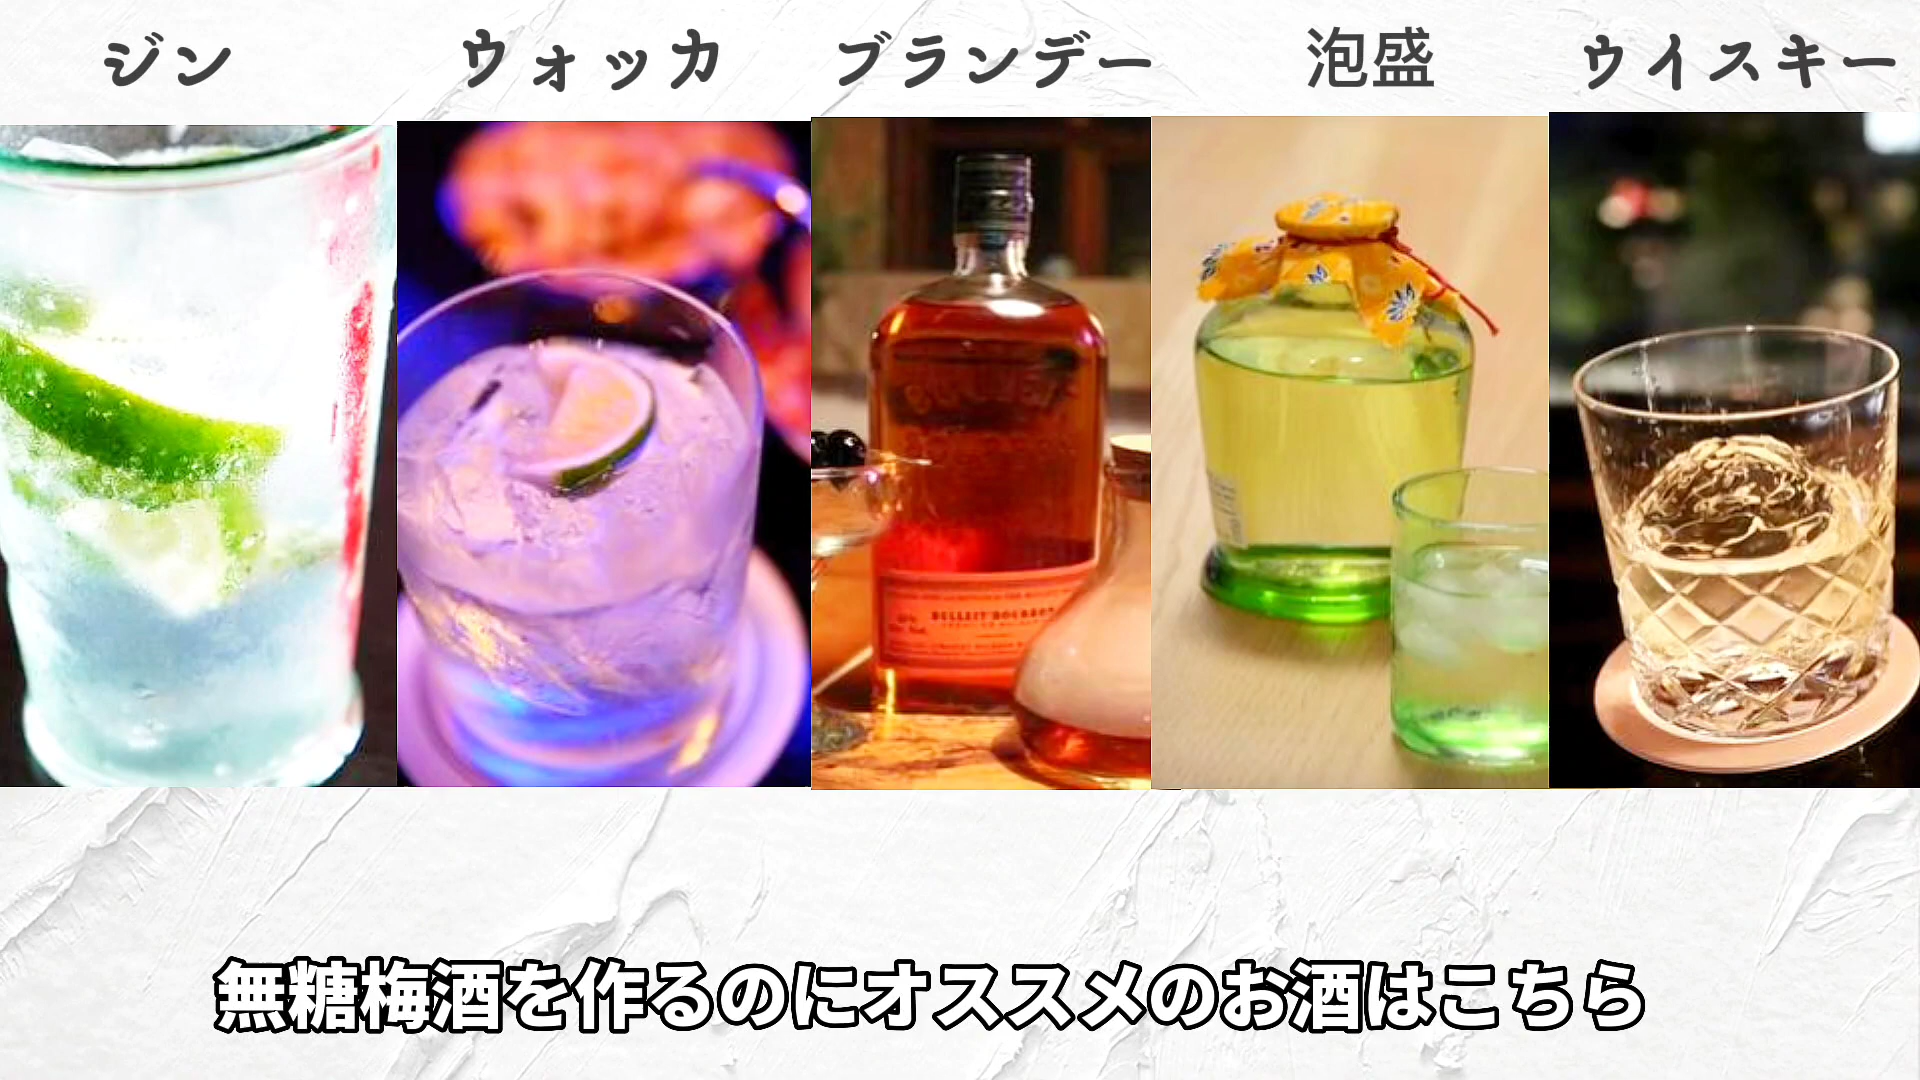 ジン
ウォッカ
ブランデー
泡盛
ウイスキー
BULLEIT BOURBON
無糖梅酒を作るのにオススメのお酒はこちら